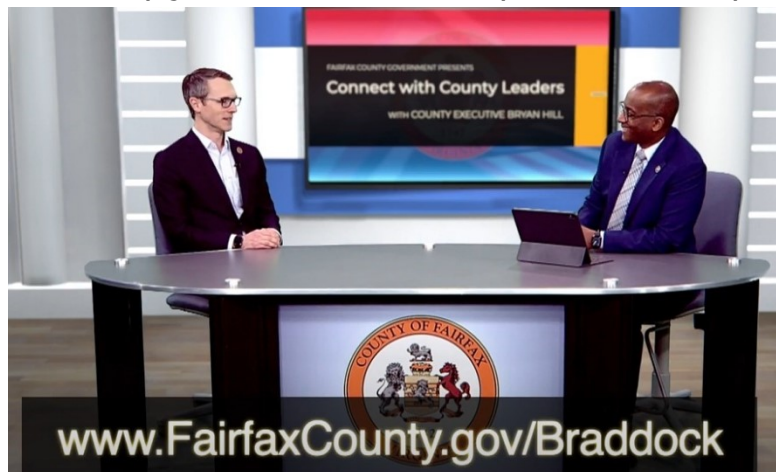 FAIRFAX COUNTY GOVERNMENT PRESENTS
Connect with County Leaders
WITH COUNTY EXECUTIVE BRYAN HILL
COUNTY OF FAIRFAX
www.FairfaxCounty.gov/Braddock